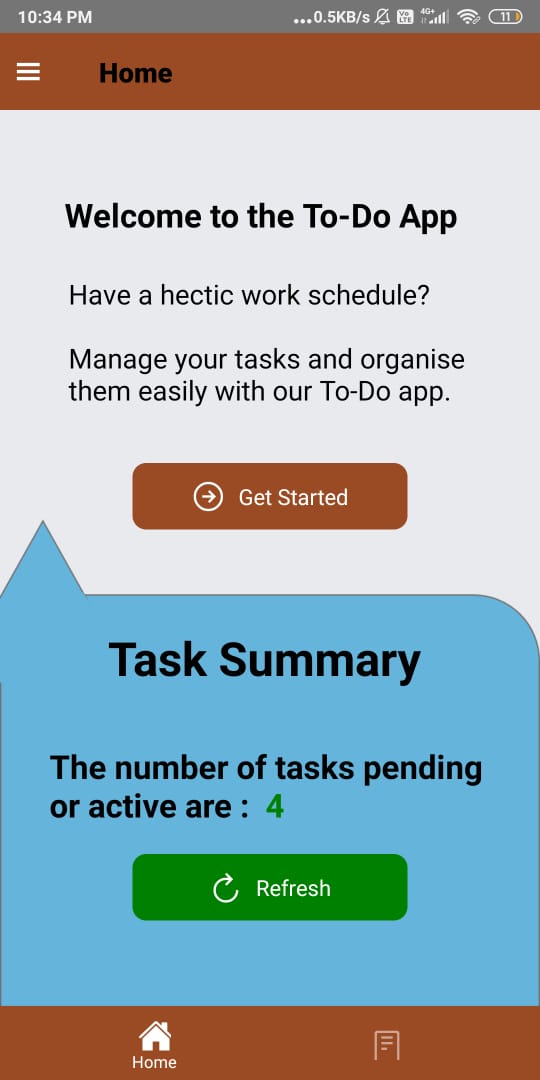 10:34 PM ...0.5KB/s Vo LTE 4G+ 11
Home
Welcome to the To-Do App
Have a hectic work schedule?
Manage your tasks and organise
them easily with our To-Do app.
Get Started
Task Summary
The number of tasks pending
or active are : 4
Refresh
Home